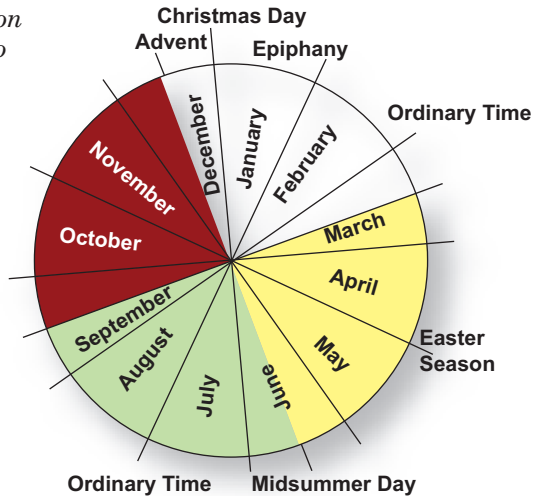 on
o
Christmas Day
Advent
Epiphany
Ordinary Time
December
January
February
March
April
May
June
July
August
September
October
November
Easter
Season
Midsummer Day
Ordinary Time